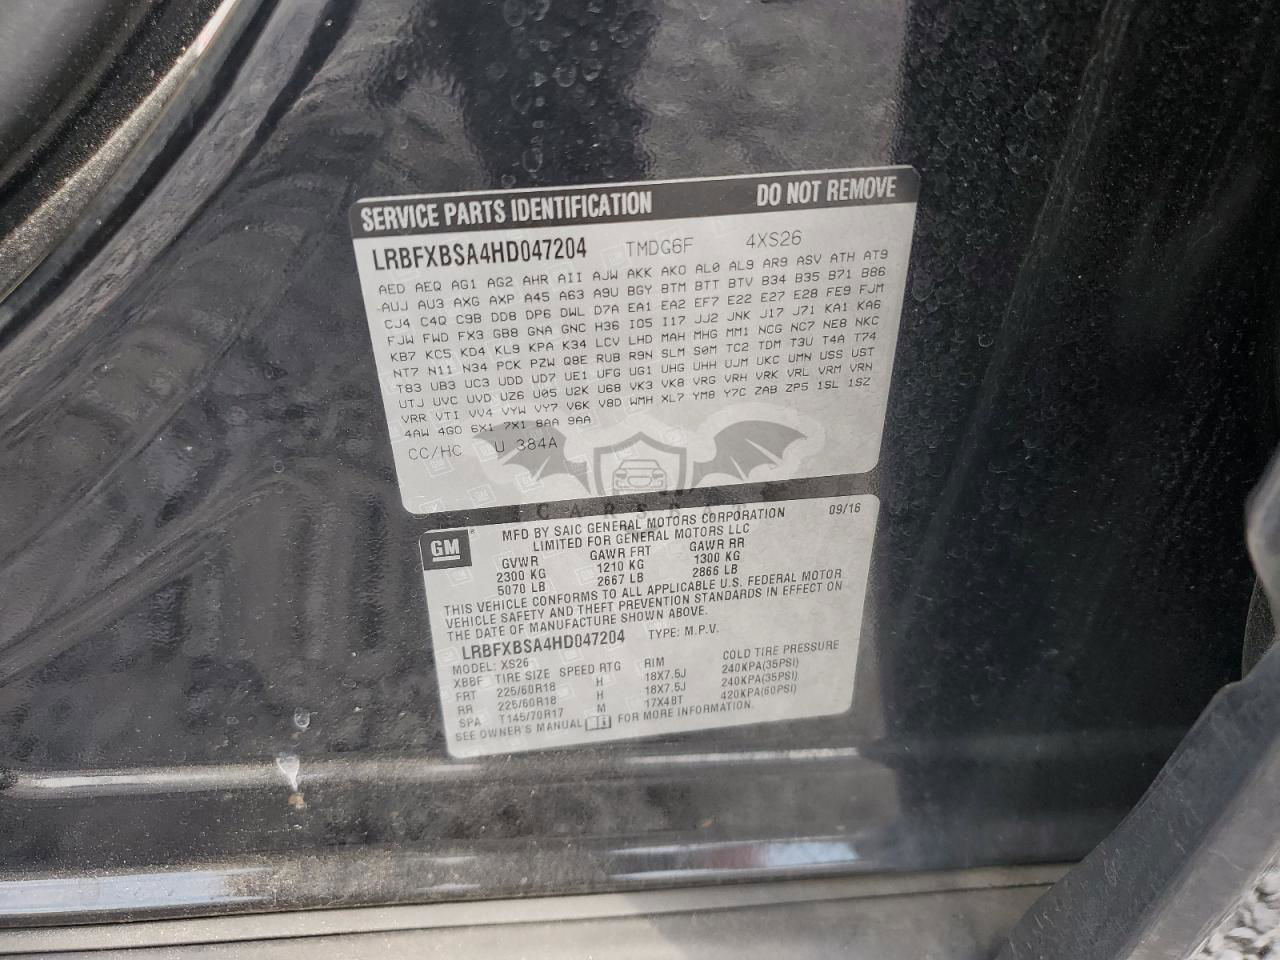 SERVICE PARTS IDENTIFICATION DO NOT REMOVE
LRBFXBSA4HD047204 TMDG6F 4XS26
AED AEQ AG1 AG2 AHR AII AJW AKK AKO AL0 AL9 AR9 ASV ATH AT9
AUJ AU3 AXG AXP A45 A63 A9U BGY BTM BTT BTV B34 B35 B71 B86
CJ4 C4Q C9B DD8 DP6 DWL D7A EA1 EA2 EF7 E22 E27 E28 FE9 FJM
FJW FWD FX3 GB8 GNA GNC H36 IO5 I17 JJ2 JNK J17 J71 KA1 KA6
KB7 KC5 KD4 KL9 KPA K34 LCV LHD MAH MHG MM1 NCG NC7 NE8 NKC
NT7 N11 N34 PCK PZW Q8E RUB R9N SLM S0M TC2 TDM T3U T4A T74
T83 UB3 UC3 UDD UD7 UE1 UFG UG1 UHG UHH UJM UKC UMN USS UST
UTJ UVC UVD UZ6 U05 U2K U68 VK3 VK8 VRG VRH VRK VRL VRM VRN
VRR VTI VV4 VYW VY7 V6K V8D WMH XL7 YM8 Y7C ZAB ZP5 1SL 1SZ
4AW 4GO 6X1 7X1 8AA 9AA
CC/HC U 384A
GM
MFD BY SAIC GENERAL MOTORS CORPORATION 09/16
LIMITED FOR GENERAL MOTORS LLC
GVWR GAWR FRT GAWR RR
2300 KG 1210 KG 1300 KG
5070 LB 2667 LB 2866 LB
THIS VEHICLE CONFORMS TO ALL APPLICABLE U.S. FEDERAL MOTOR
VEHICLE SAFETY AND THEFT PREVENTION STANDARDS IN EFFECT ON
THE DATE OF MANUFACTURE SHOWN ABOVE.
LRBFXBSA4HD047204 TYPE: M.P.V.
MODEL: XS26
XBBF TIRE SIZE SPEED RTG RIM COLD TIRE PRESSURE
FRT 225/60R18 H 18X7.5J 240KPA(35PSI)
RR 225/60R18 H 18X7.5J 240KPA(35PSI)
SPA T145/70R17 M 17X4BT 420KPA(60PSI)
SEE OWNER'S MANUAL FOR MORE INFORMATION.